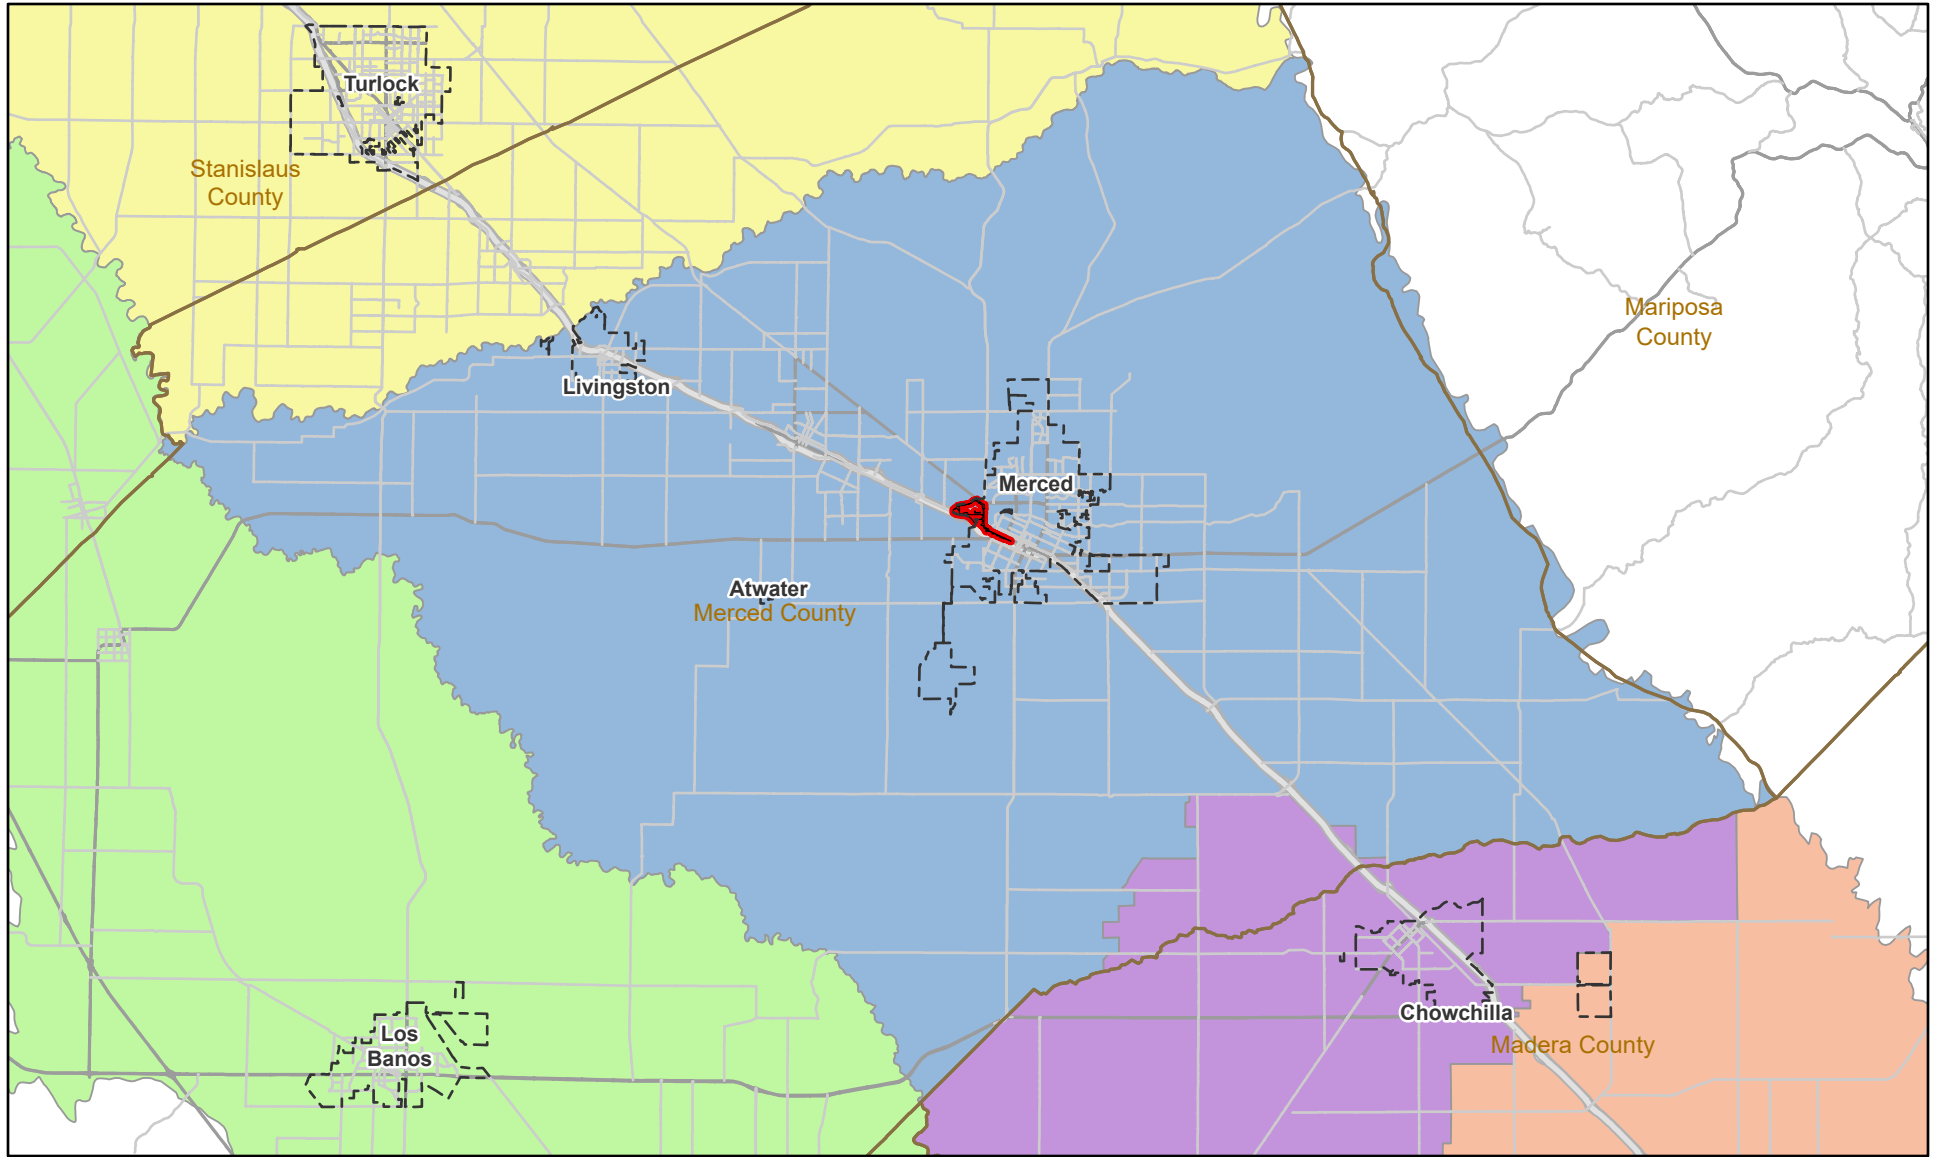 Turlock
Stanislaus
County
Mariposa
County
Livingston
Merced
Atwater
Merced County
Chowchilla
Los
Banos
Madera County